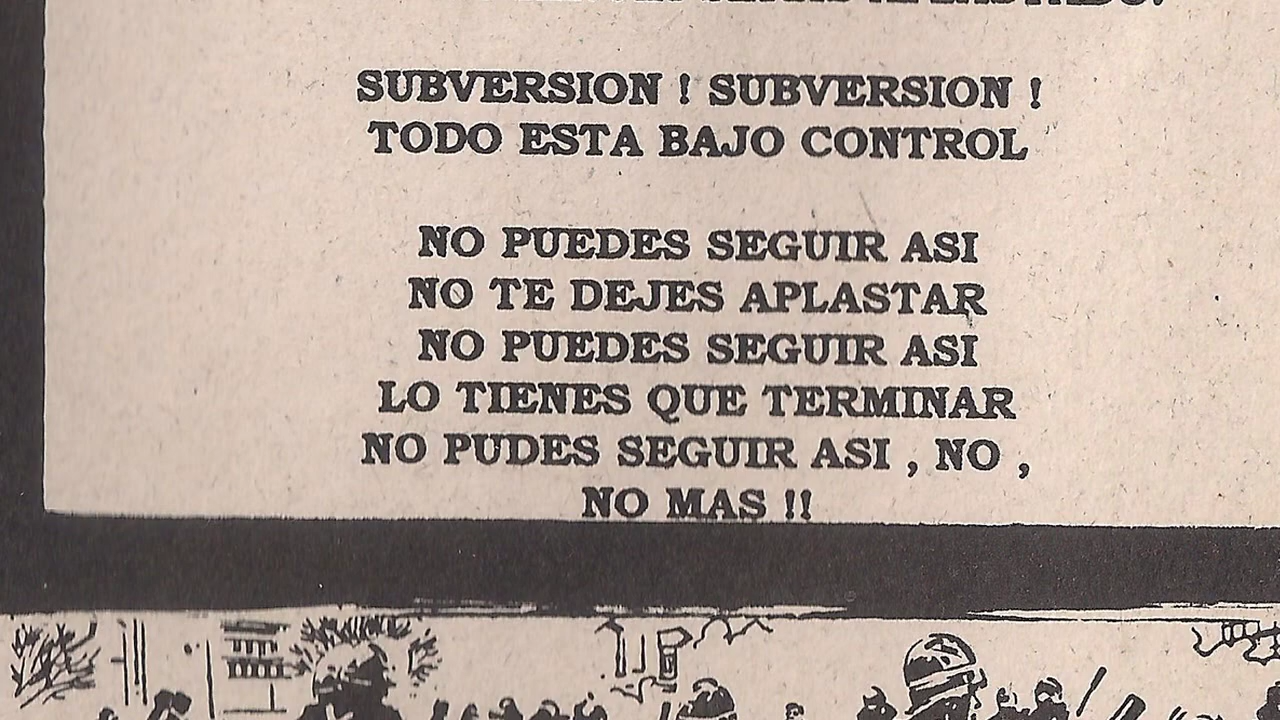 SUBVERSION ! SUBVERSION !
TODO ESTA BAJO CONTROL
NO PUEDES SEGUIR ASI
NO TE DEJES APLASTAR
NO PUEDES SEGUIR ASI
LO TIENES QUE TERMINAR
NO PUDES SEGUIR ASI , NO ,
NO MAS !!